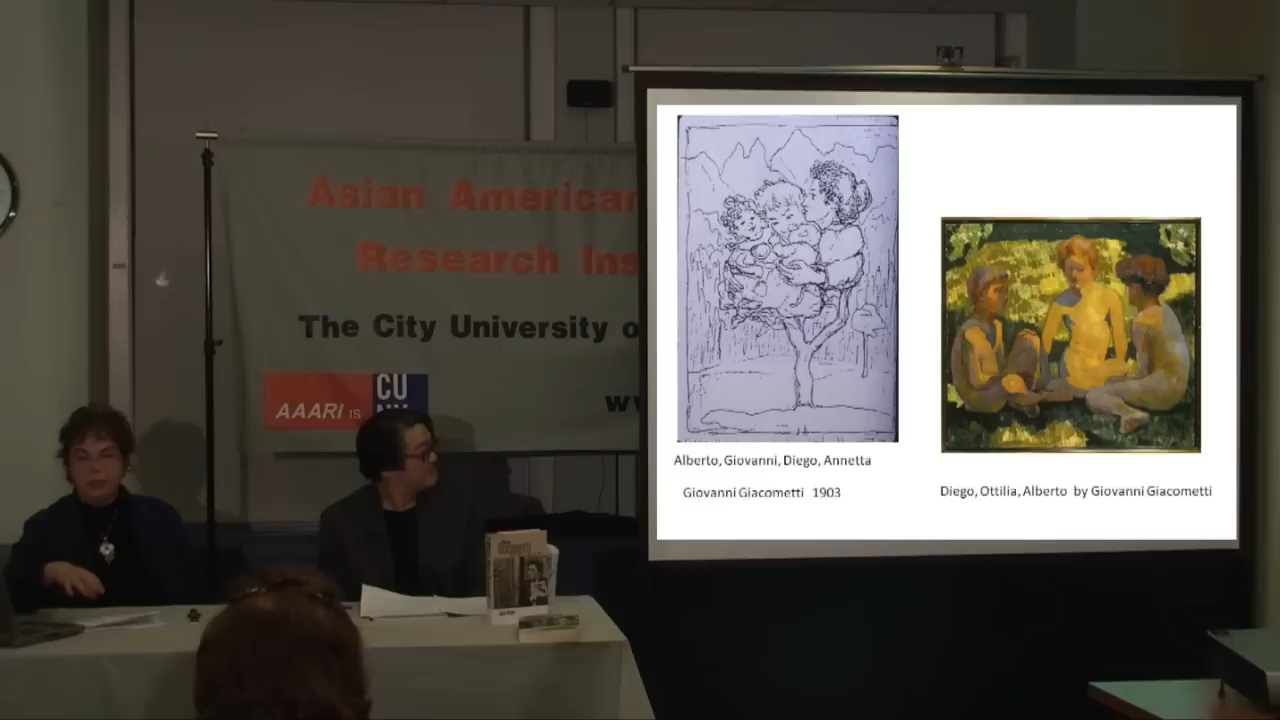 Asian American
Research Ins
The City University o
AAARI IS
CU
Alberto, Giovanni, Diego, Annetta
Giovanni Giacometti 1903
Diego, Ottilia, Alberto by Giovanni Giacometti